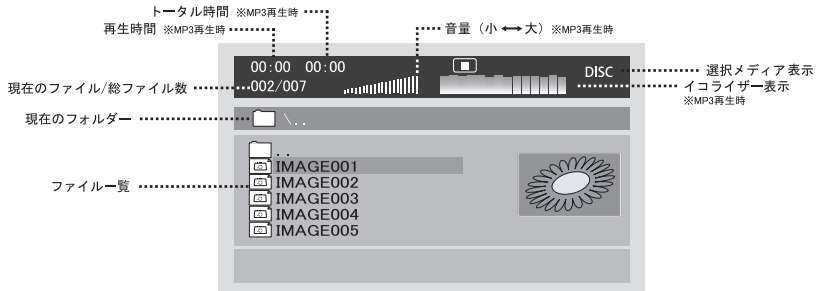 トータル時間 ※MP3再生時
再生時間 ※MP3再生時
音量(小 ⟷ 大)※MP3再生時
00:00 00:00
DISC
選択メディア表示
現在のファイル/総ファイル数
002/007
イコライザー表示
※MP3再生時
現在のフォルダー
\..
..
IMAGE001
ファイル一覧
IMAGE002
IMAGE003
IMAGE004
IMAGE005